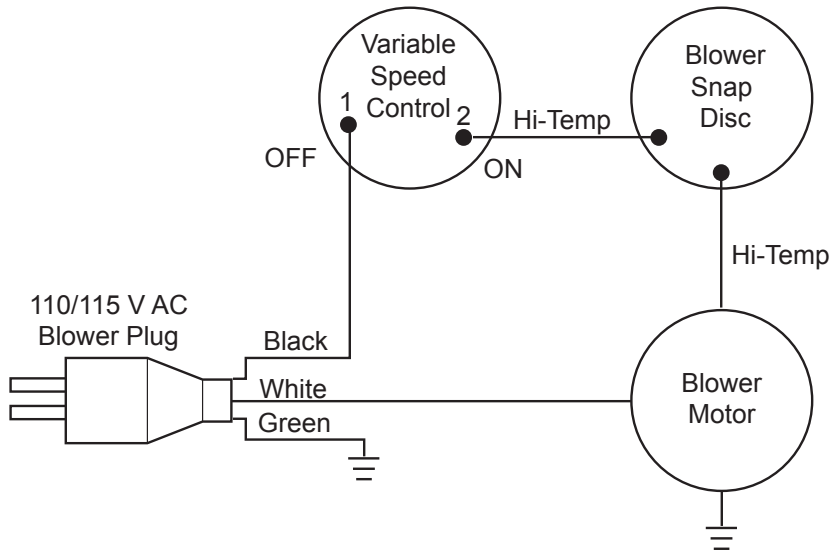 Variable
Speed
Control
1
2
OFF
ON
Hi-Temp
Blower
Snap
Disc
Hi-Temp
110/115 V AC
Blower Plug
Black
White
Green
Blower
Motor